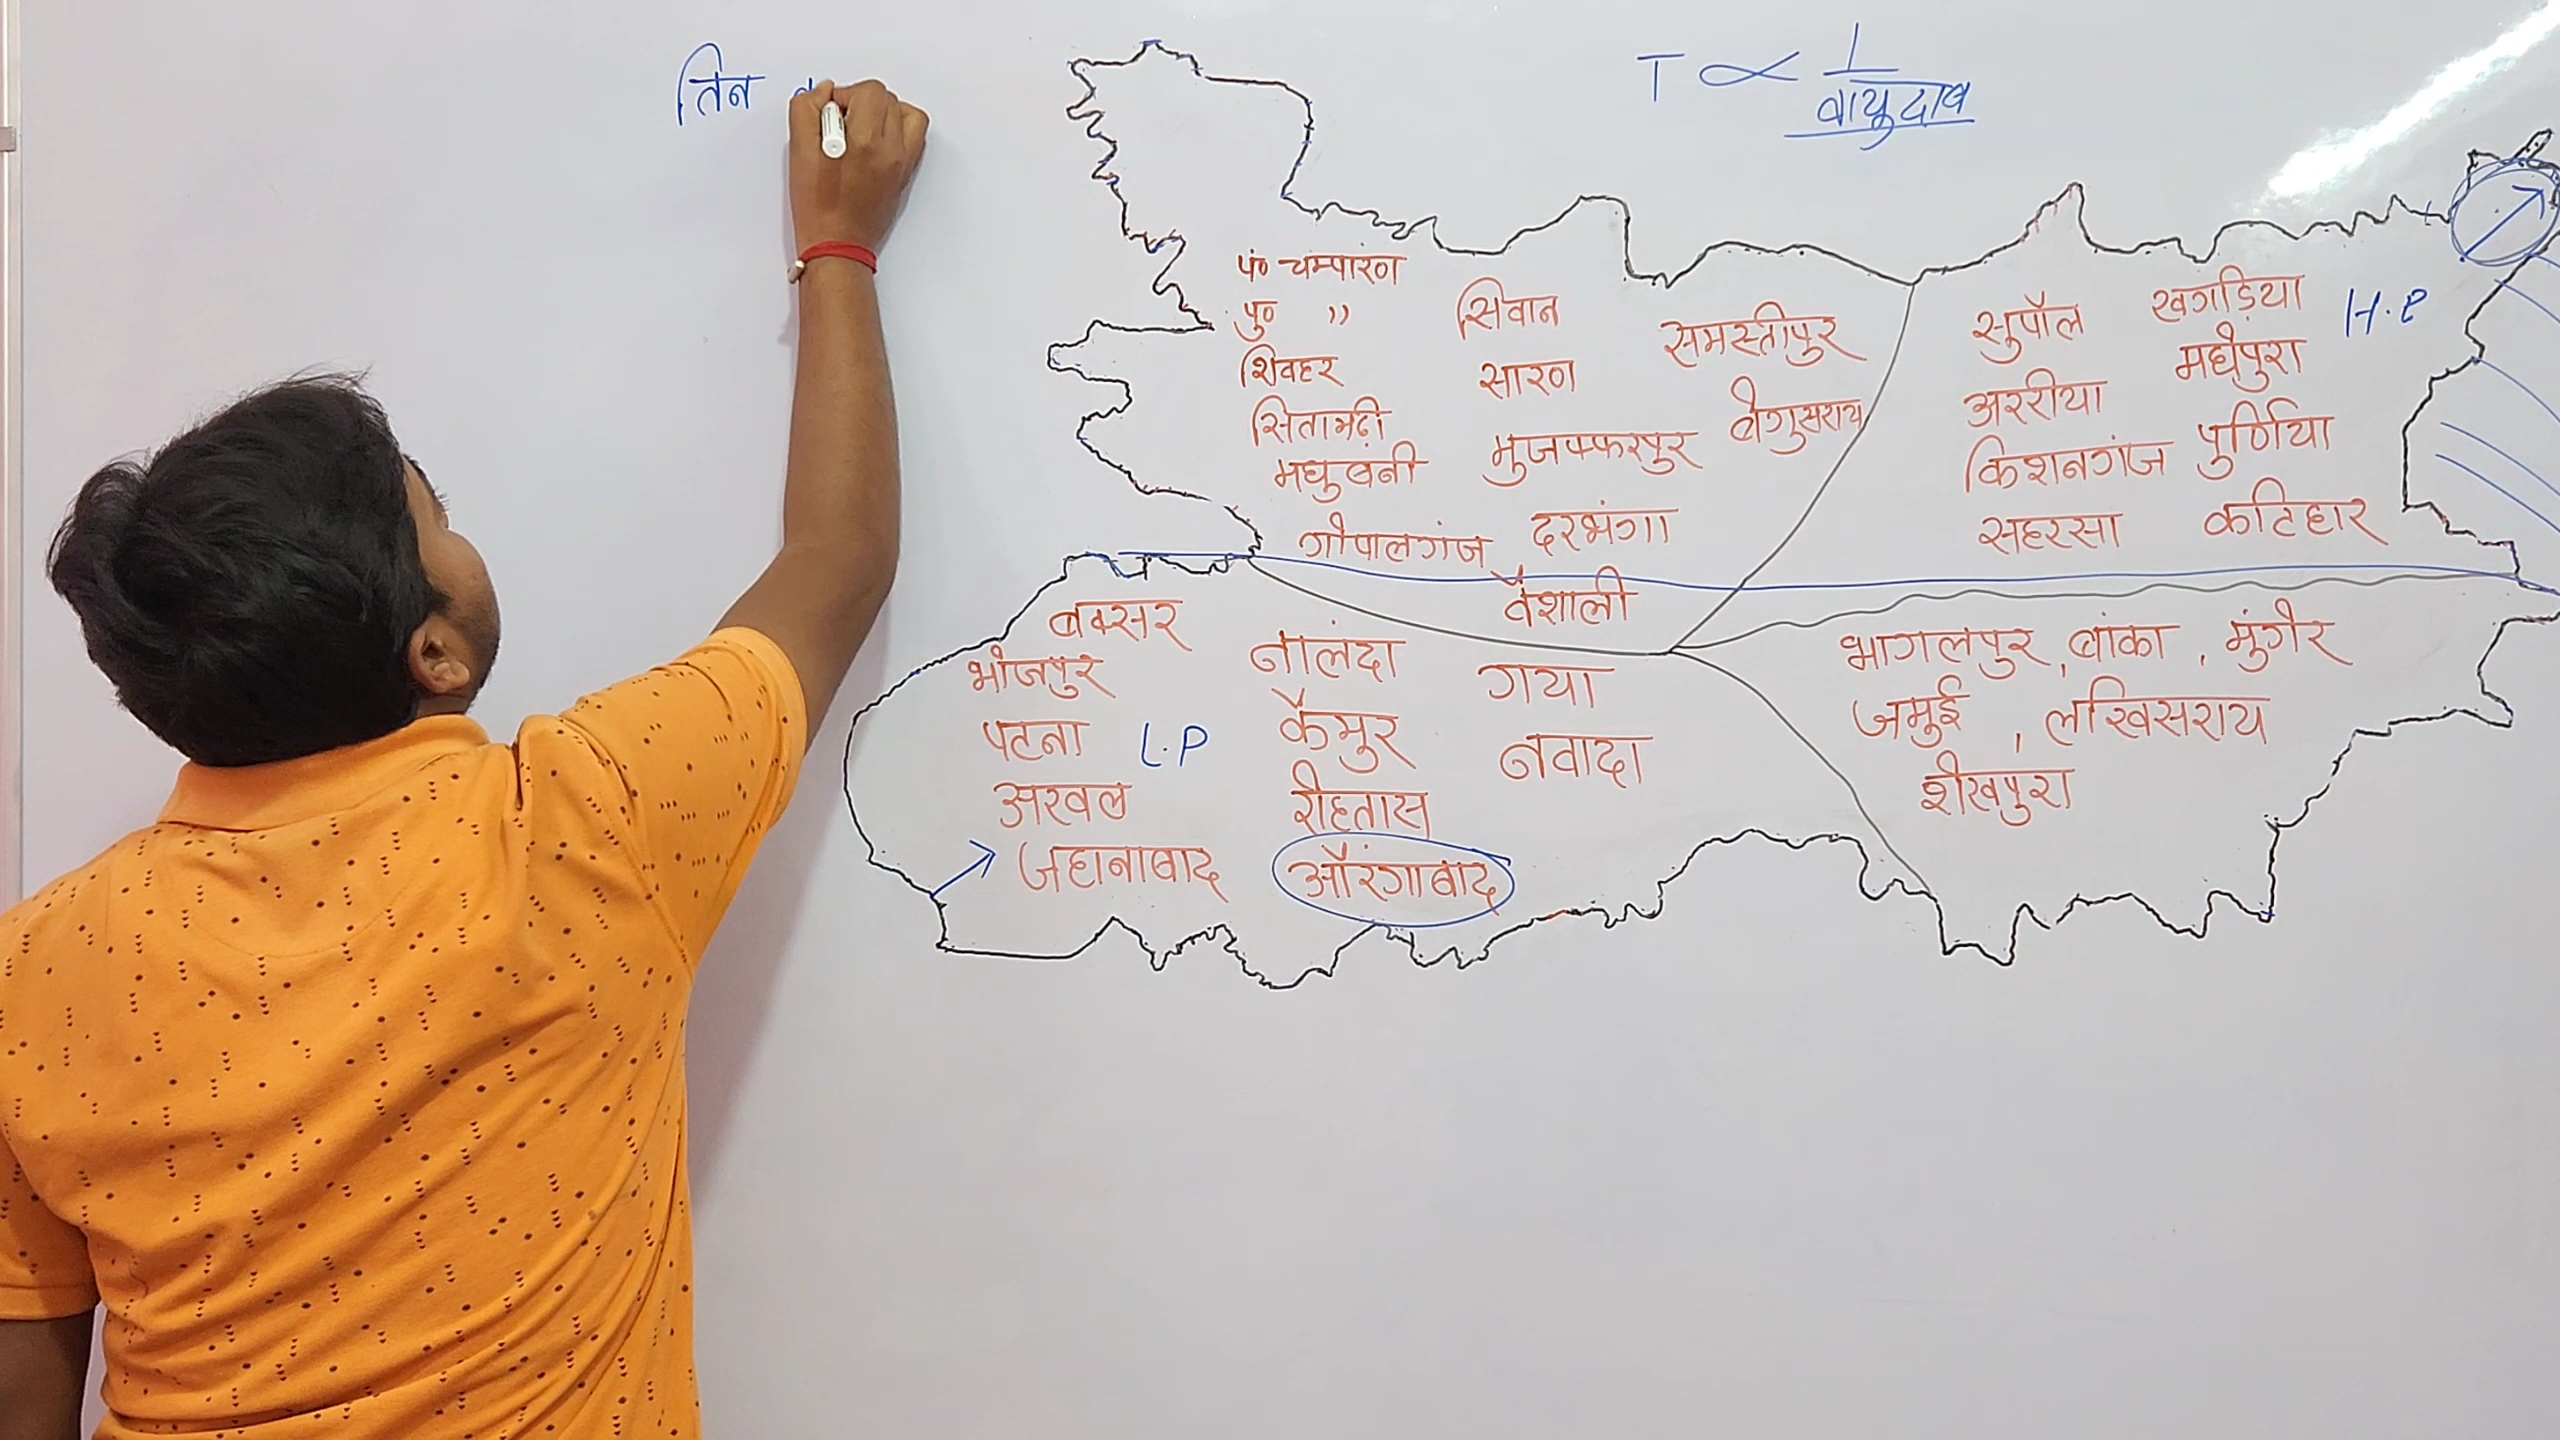 तिन
T ∝ 1/वायुदाब
पं० चम्पारण
पु० "
शिवहर
सितामढ़ी
मधुबनी
गोपालगंज
सिवान
सारण
मुजफ्फरपुर
दरभंगा
वैशाली
समस्तीपुर
बेगुसराय
सुपौल
अररीया
किशनगंज
सहरसा
खगड़िया
मधेपुरा
पुर्णिया
कटिहार
H.P
बक्सर
भोजपुर
पटना
अरवल
जहानाबाद
L.P
नालंदा
कैमुर
रोहतास
औरंगाबाद
गया
नवादा
भागलपुर, बांका, मुंगेर
जमुई, लखिसराय
शेखपुरा